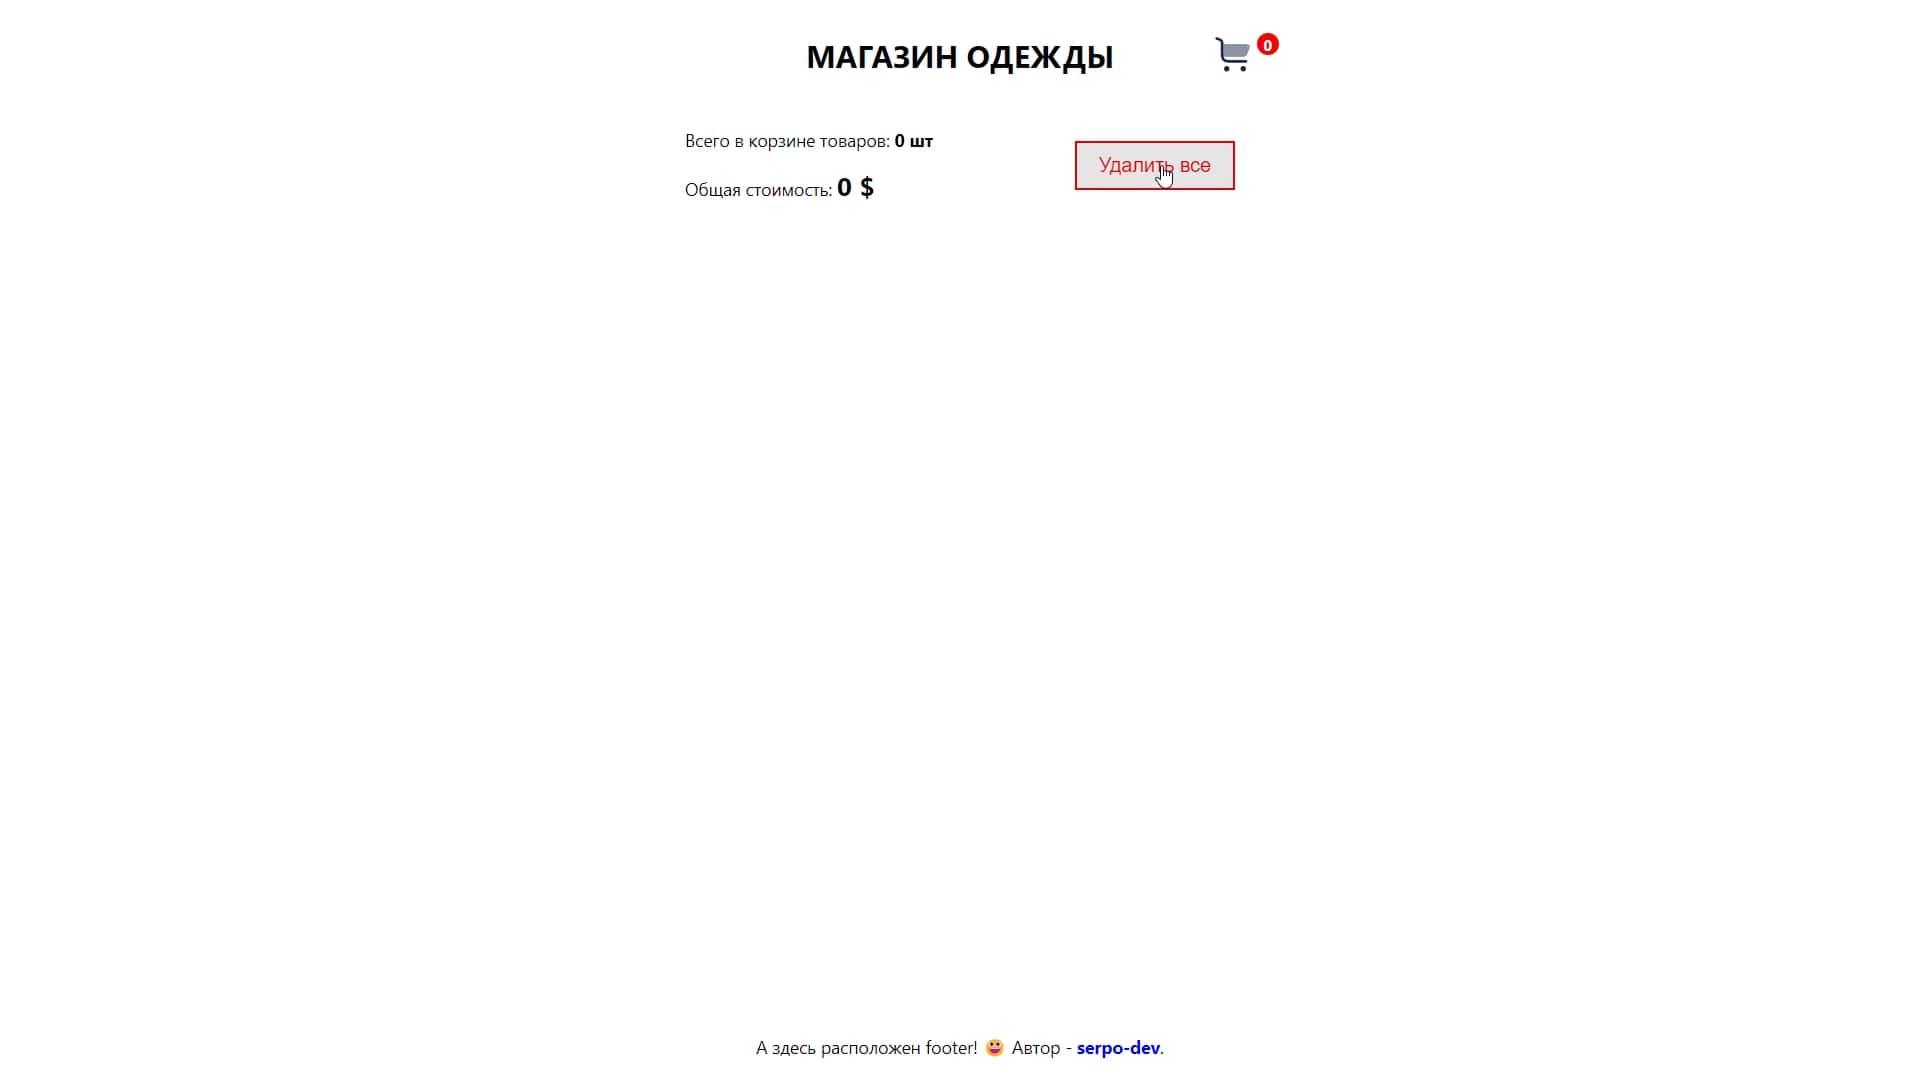 МАГАЗИН ОДЕЖДЫ
0
Всего в корзине товаров: 0 шт
Удалить все
Общая стоимость: 0 $
А здесь расположен footer! 😀 Автор - serpo-dev.